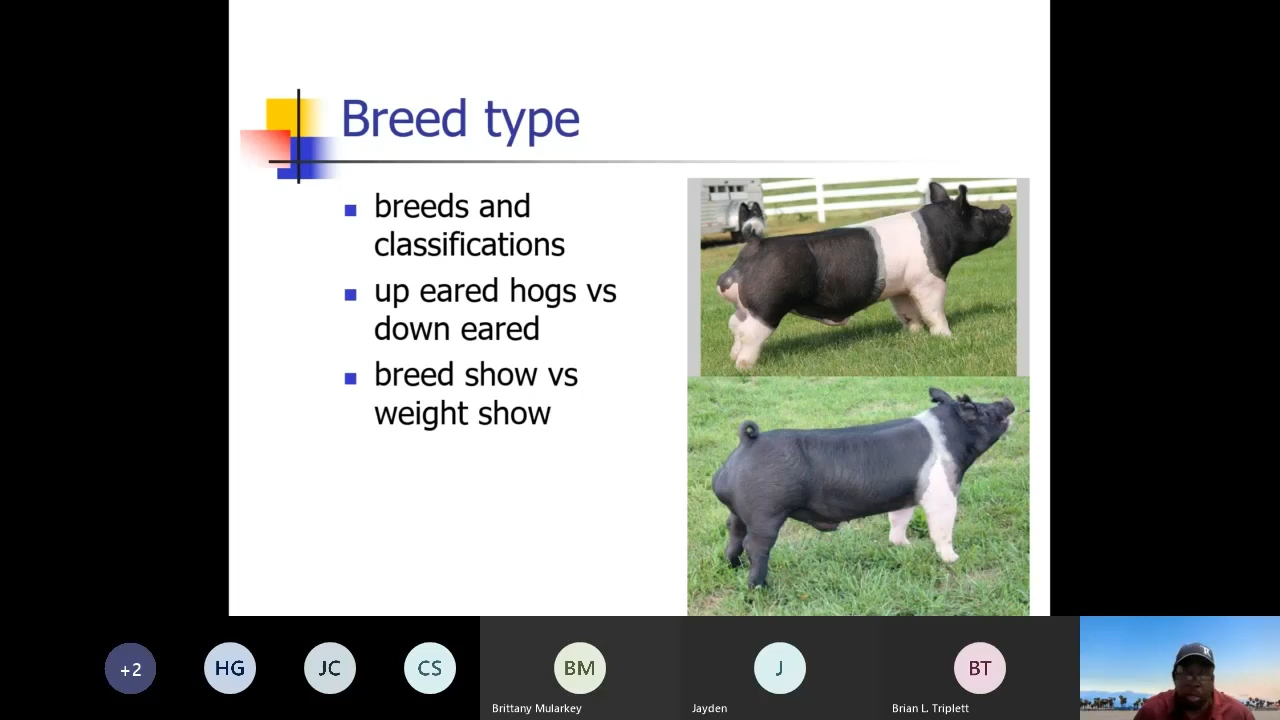 Breed type
breeds and
classifications
up eared hogs vs
down eared
breed show vs
weight show
+2
HG
JC
CS
BM
J
BT
Brittany Mularkey
Jayden
Brian L. Triplett